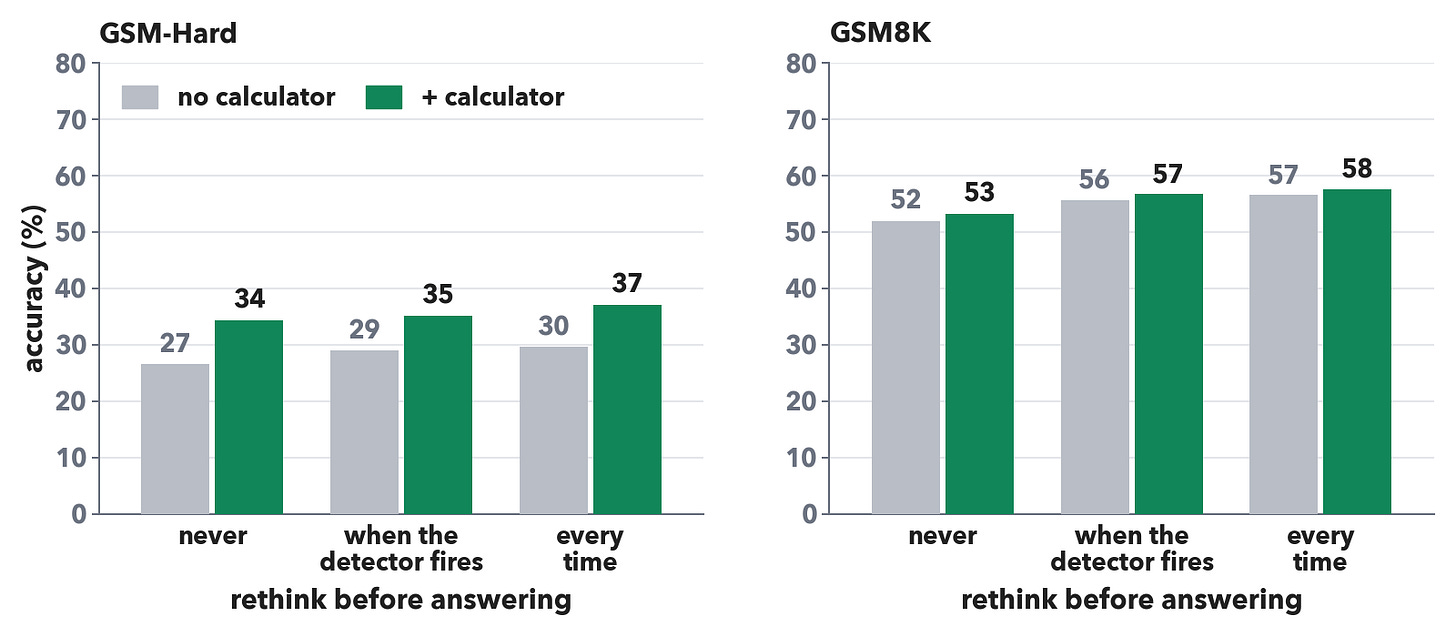 GSM-Hard
80
70
60
50
40
30
20
10
0
accuracy (%)
no calculator
+ calculator
27
34
29
35
30
37
never
when the
detector fires
every
time
rethink before answering
GSM8K
80
70
60
50
40
30
20
10
0
52
53
56
57
57
58
never
when the
detector fires
every
time
rethink before answering